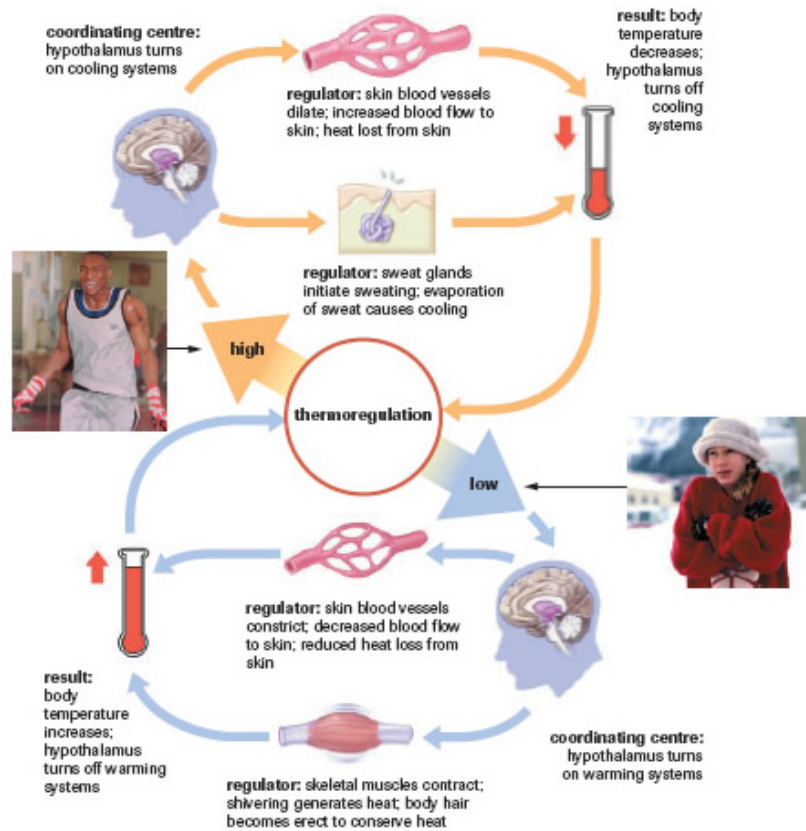 coordinating centre:
hypothalamus turns
on cooling systems
regulator: skin blood vessels
dilate; increased blood flow to
skin; heat lost from skin
result: body
temperature
decreases;
hypothalamus
turns off
cooling
systems
regulator: sweat glands
initiate sweating; evaporation
of sweat causes cooling
high
thermoregulation
low
regulator: skin blood vessels
constrict; decreased blood flow
to skin; reduced heat loss from
skin
result:
body
temperature
increases;
hypothalamus
turns off warming
systems
coordinating centre:
hypothalamus turns
on warming systems
regulator: skeletal muscles contract;
shivering generates heat; body hair
becomes erect to conserve heat